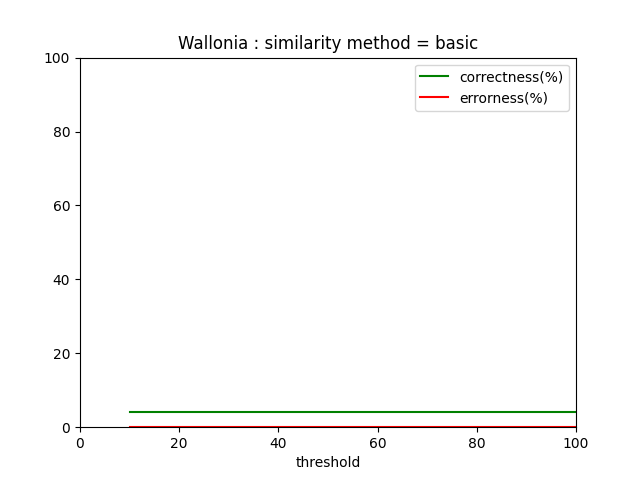 Wallonia : similarity method = basic
correctness(%)
errorness(%)
100
80
60
40
20
0
0 20 40 60 80 100
threshold